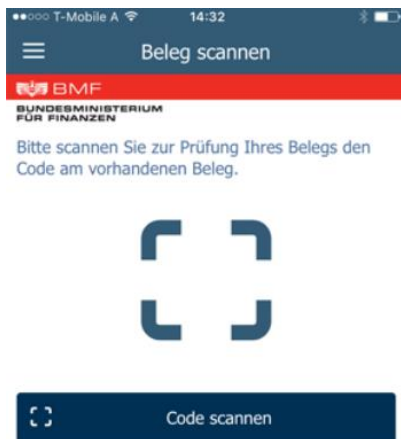 T-Mobile A 14:32
Beleg scannen
BMF
BUNDESMINISTERIUM
FÜR FINANZEN
Bitte scannen Sie zur Prüfung Ihres Belegs den
Code am vorhandenen Beleg.
Code scannen